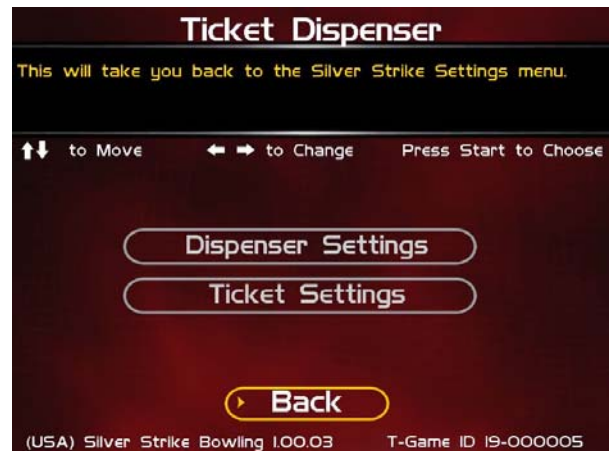 Ticket Dispenser
This will take you back to the Silver Strike Settings menu.
to Move to Change Press Start to Choose
Dispenser Settings
Ticket Settings
Back
(USA) Silver Strike Bowling 1.00.03 T-Game ID 19-000005